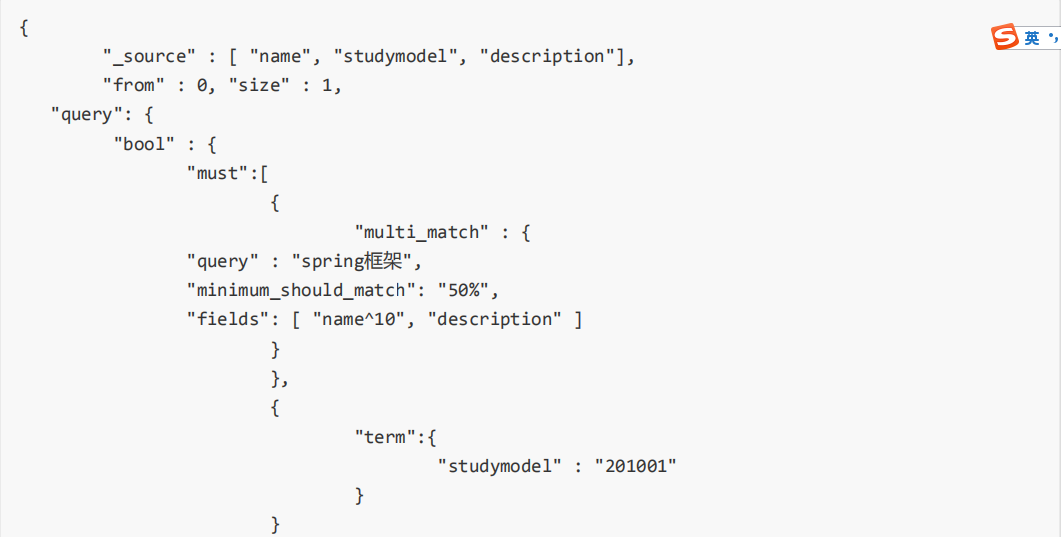 {
"_source" : [ "name", "studymodel", "description"],
"from" : 0, "size" : 1,
"query": {
"bool" : {
"must":[
{
"multi_match" : {
"query" : "spring框架",
"minimum_should_match": "50%",
"fields": [ "name^10", "description" ]
}
},
{
"term":{
"studymodel" : "201001"
}
}
S 英